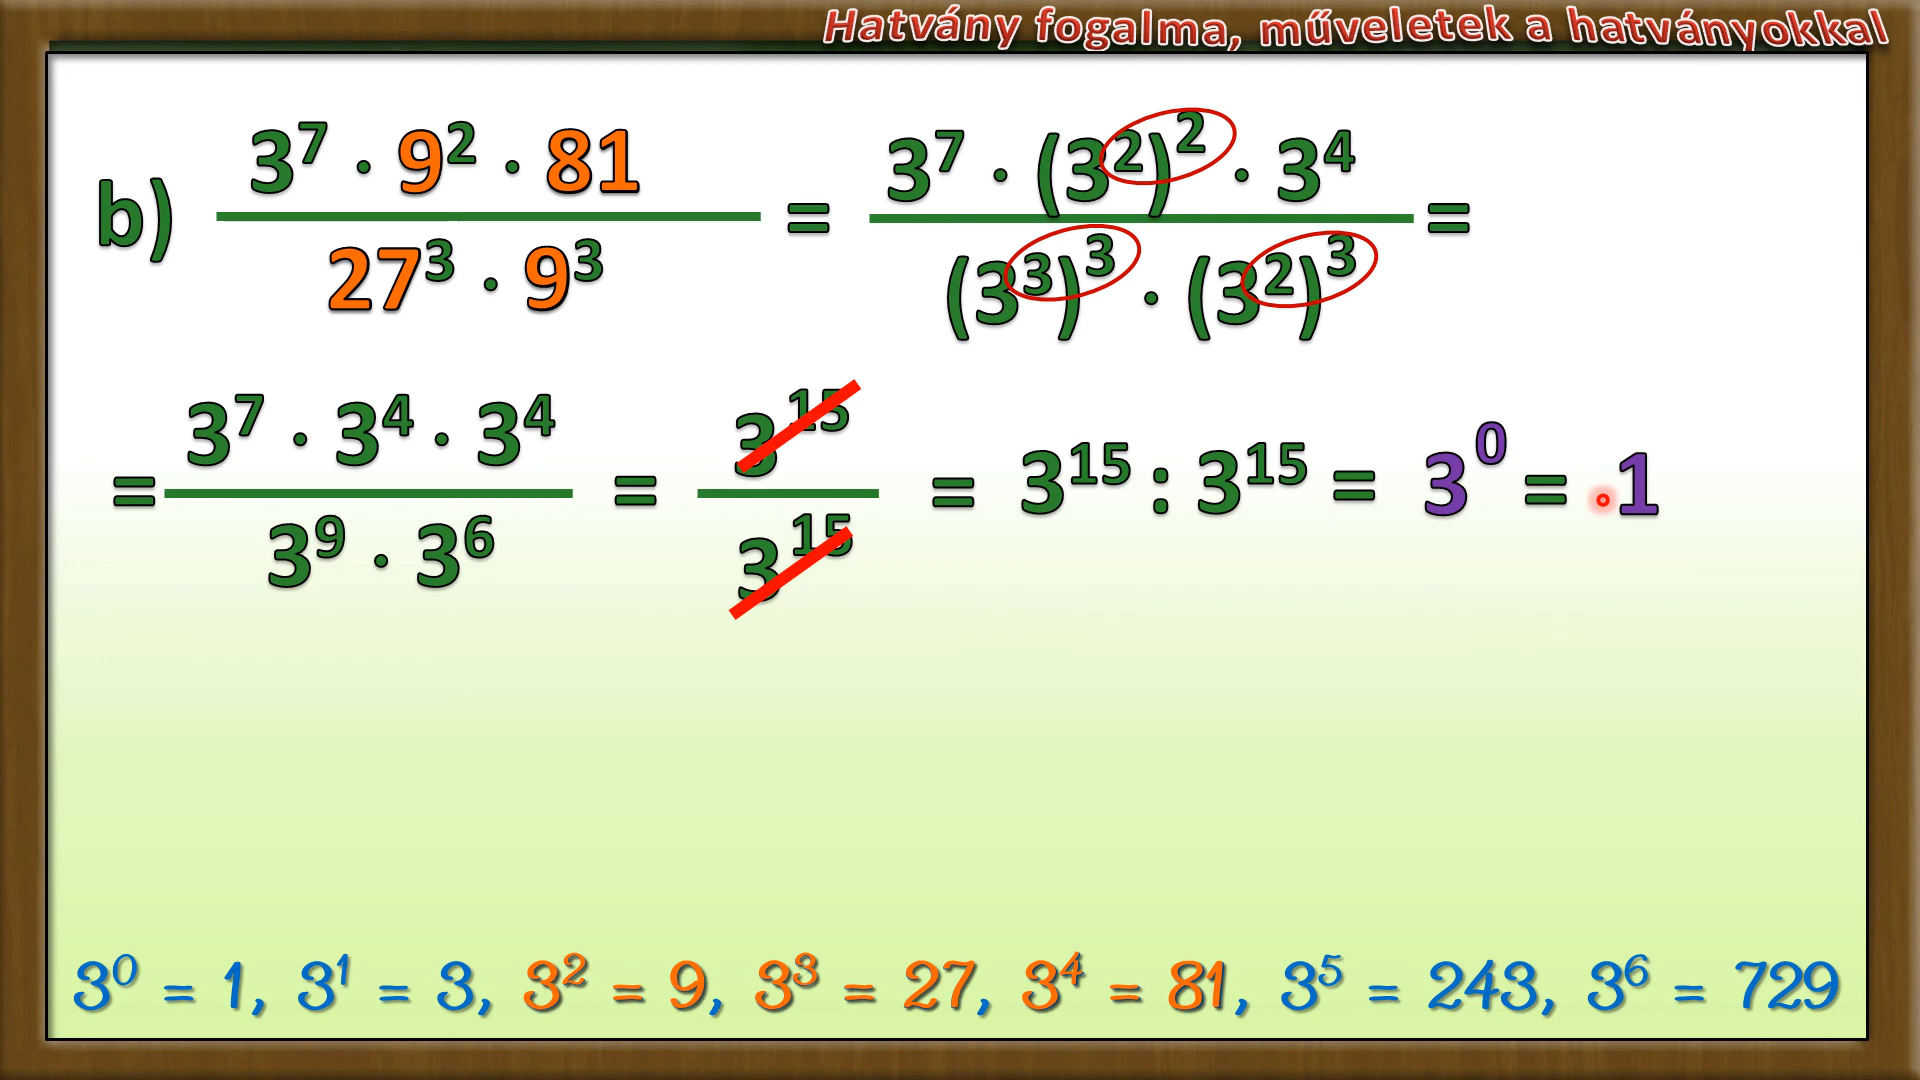 Hatvány fogalma, műveletek a hatványokkal
b) 3⁷ · 9² · 81 / 27³ · 9³ = 3⁷ · (3²)² · 3⁴ / (3³)³ · (3²)³ =
= 3⁷ · 3⁴ · 3⁴ / 3⁹ · 3⁶ = 3¹⁵ / 3¹⁵ = 3¹⁵ : 3¹⁵ = 3⁰ = 1
3⁰ = 1, 3¹ = 3, 3² = 9, 3³ = 27, 3⁴ = 81, 3⁵ = 243, 3⁶ = 729